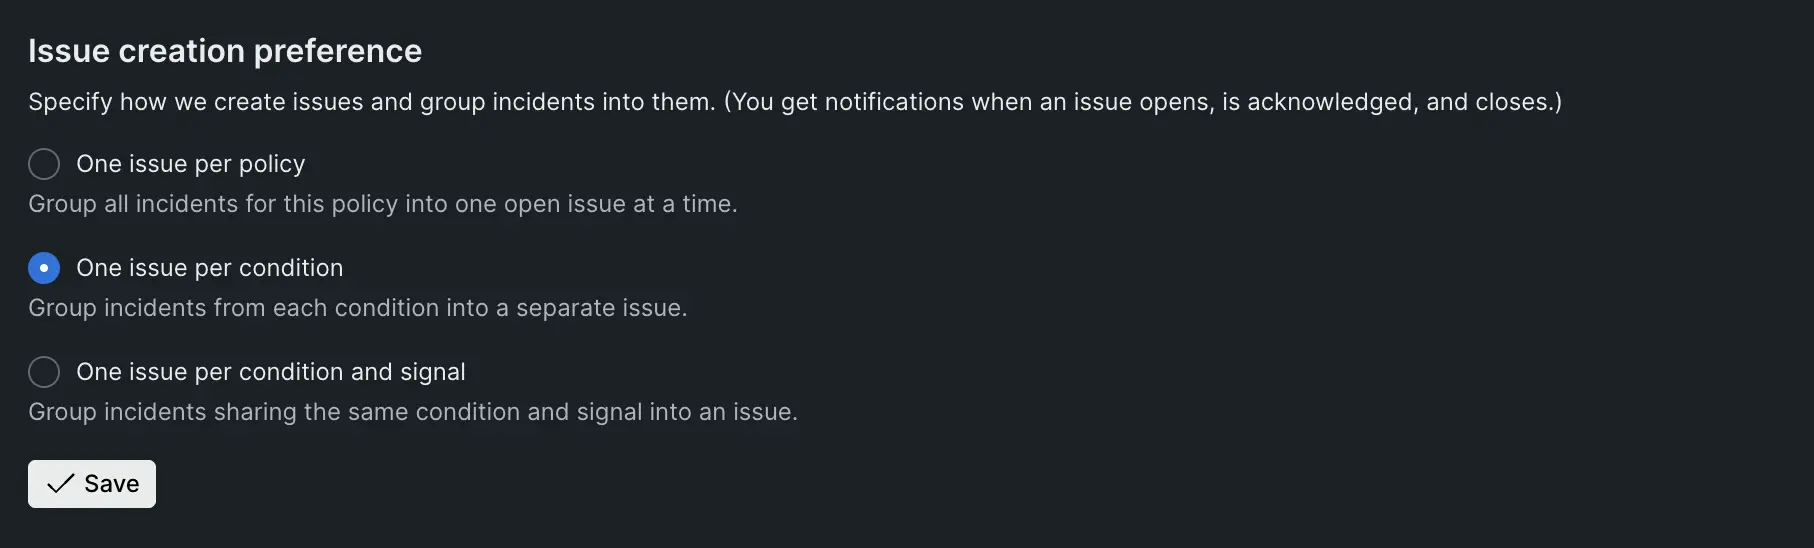 Issue creation preference
Specify how we create issues and group incidents into them. (You get notifications when an issue opens, is acknowledged, and closes.)
One issue per policy
Group all incidents for this policy into one open issue at a time.
One issue per condition
Group incidents from each condition into a separate issue.
One issue per condition and signal
Group incidents sharing the same condition and signal into an issue.
Save